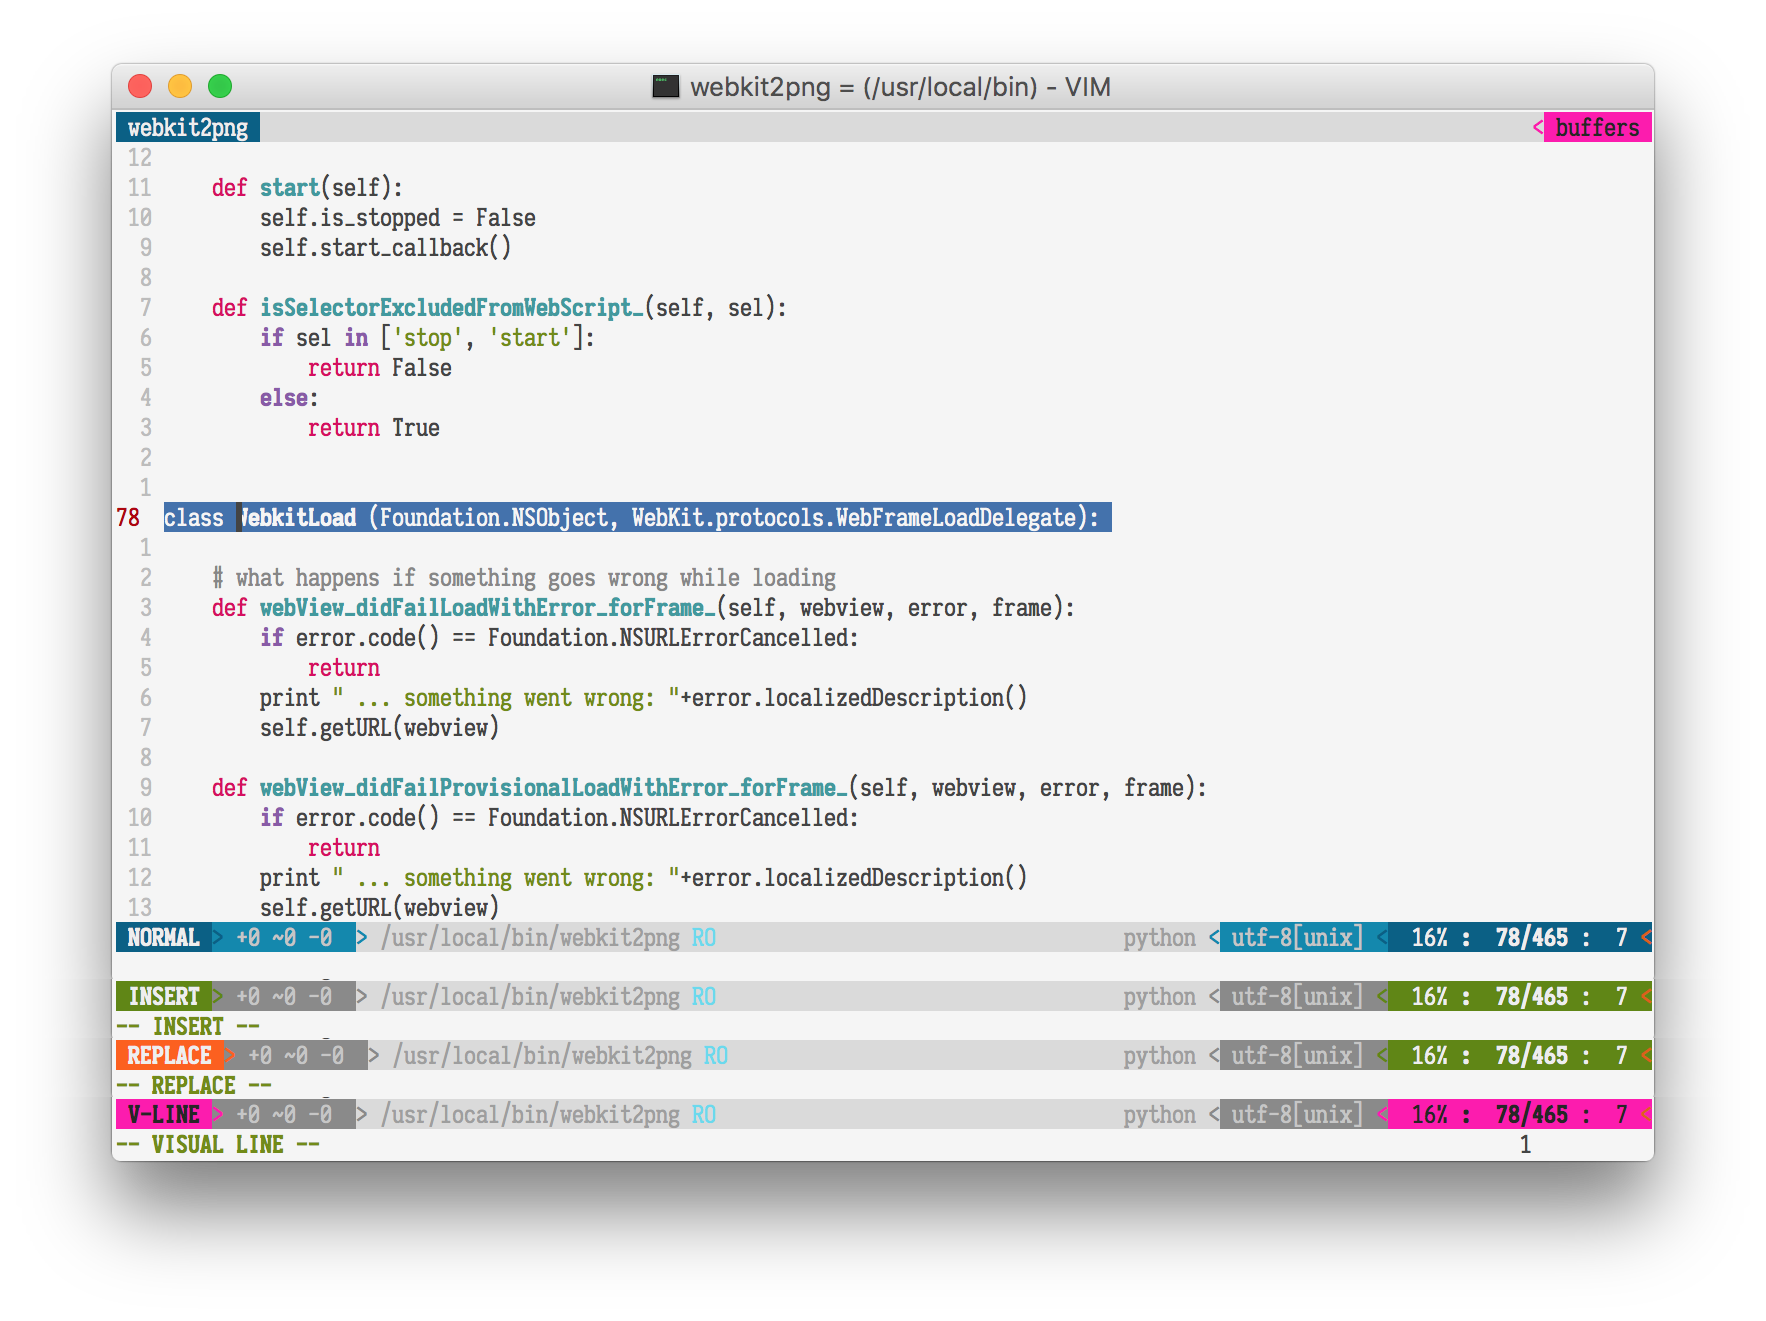 webkit2png = (/usr/local/bin) - VIM
webkit2png < buffers
12
11     def start(self):
10         self.is_stopped = False
9         self.start_callback()
8
7     def isSelectorExcludedFromWebScript_(self, sel):
6         if sel in ['stop', 'start']:
5             return False
4         else:
3             return True
2
1
78 class WebkitLoad (Foundation.NSObject, WebKit.protocols.WebFrameLoadDelegate):
1
2     # what happens if something goes wrong while loading
3     def webView_didFailLoadWithError_forFrame_(self, webview, error, frame):
4         if error.code() == Foundation.NSURLErrorCancelled:
5             return
6         print " ... something went wrong: "+error.localizedDescription()
7         self.getURL(webview)
8
9     def webView_didFailProvisionalLoadWithError_forFrame_(self, webview, error, frame):
10         if error.code() == Foundation.NSURLErrorCancelled:
11             return
12         print " ... something went wrong: "+error.localizedDescription()
13         self.getURL(webview)
NORMAL > +0 ~0 -0 > /usr/local/bin/webkit2png RO python < utf-8[unix] < 16% : 78/465 : 7 <
INSERT > +0 ~0 -0 > /usr/local/bin/webkit2png RO python < utf-8[unix] < 16% : 78/465 : 7 <
-- INSERT --
REPLACE > +0 ~0 -0 > /usr/local/bin/webkit2png RO python < utf-8[unix] < 16% : 78/465 : 7 <
-- REPLACE --
V-LINE > +0 ~0 -0 > /usr/local/bin/webkit2png RO python < utf-8[unix] < 16% : 78/465 : 7 <
-- VISUAL LINE -- 1